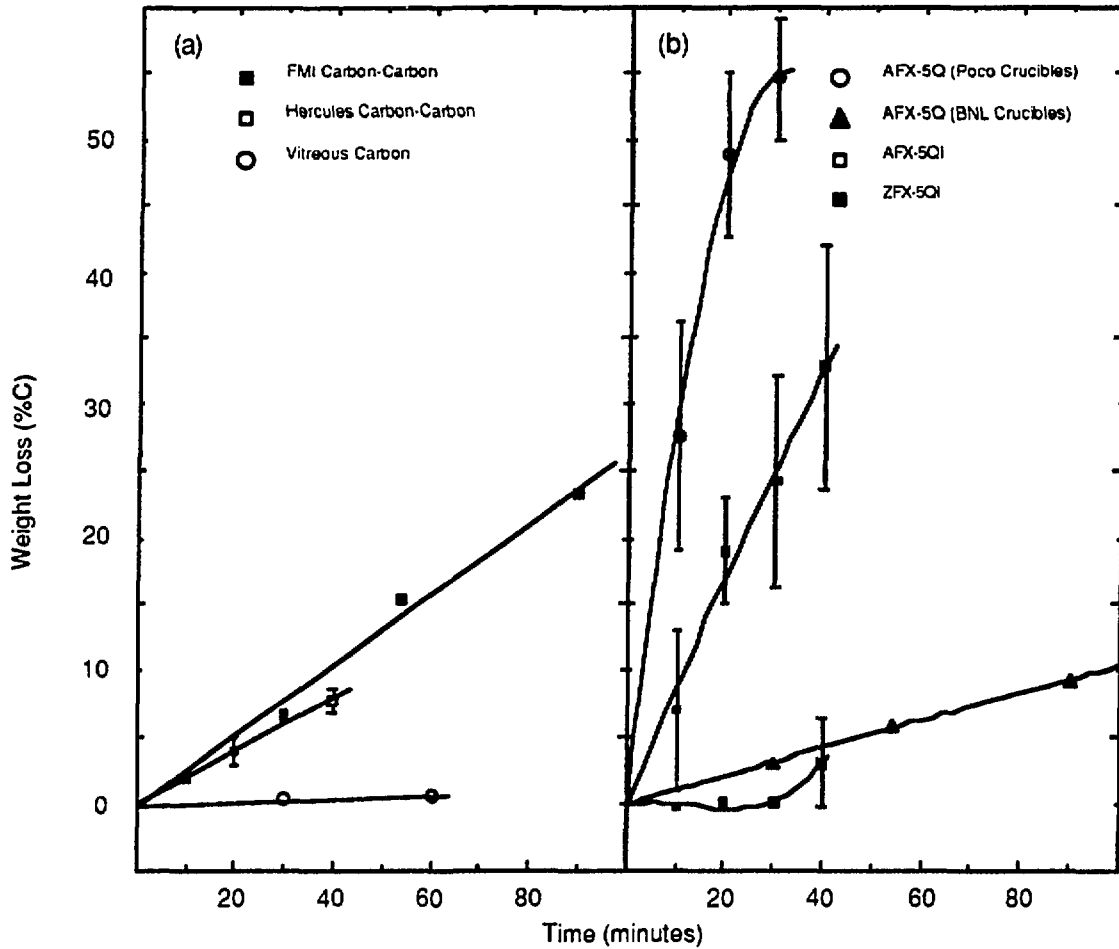 (a)
FMI Carbon-Carbon
Hercules Carbon-Carbon
Vitreous Carbon
(b)
AFX-5Q (Poco Crucibles)
AFX-5Q (BNL Crucibles)
AFX-5QI
ZFX-5QI
Weight Loss (%C)
50
40
30
20
10
0
20
40
60
80
20
40
60
80
Time (minutes)